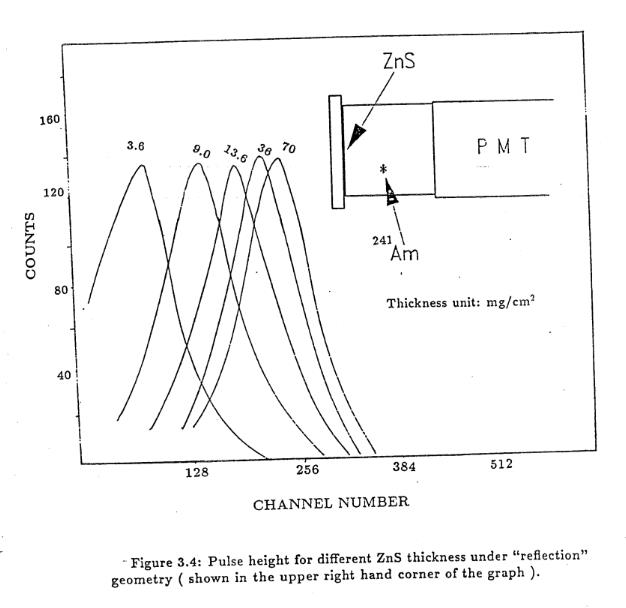 ZnS
160
3.6
9.0
13.6
36
70
PMT
*
120
COUNTS
241Am
80
Thickness unit: mg/cm²
40
128
256
384
512
CHANNEL NUMBER
Figure 3.4: Pulse height for different ZnS thickness under “reflection”
geometry ( shown in the upper right hand corner of the graph ).